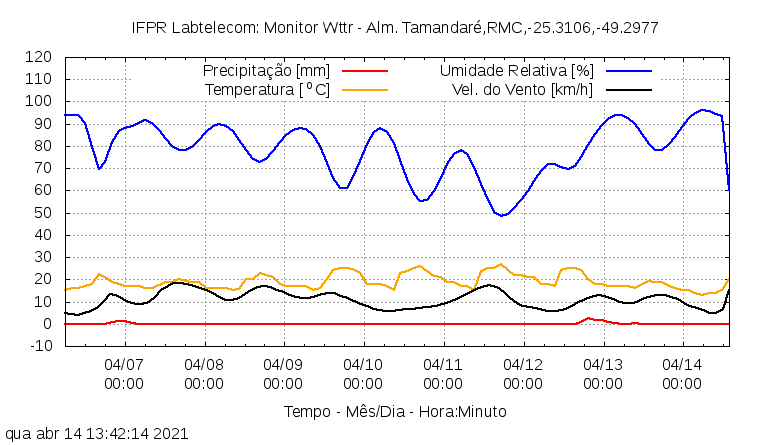 IFPR Labtelecom: Monitor Wttr - Alm. Tamandaré,RMC,-25.3106,-49.2977
120
110
100
90
80
70
60
50
40
30
20
10
0
-10
Precipitação [mm]
Temperatura [⁰C]
Umidade Relativa [%]
Vel. do Vento [km/h]
04/07 04/08 04/09 04/10 04/11 04/12 04/13 04/14
00:00 00:00 00:00 00:00 00:00 00:00 00:00 00:00
Tempo - Mês/Dia - Hora:Minuto
qua abr 14 13:42:14 2021